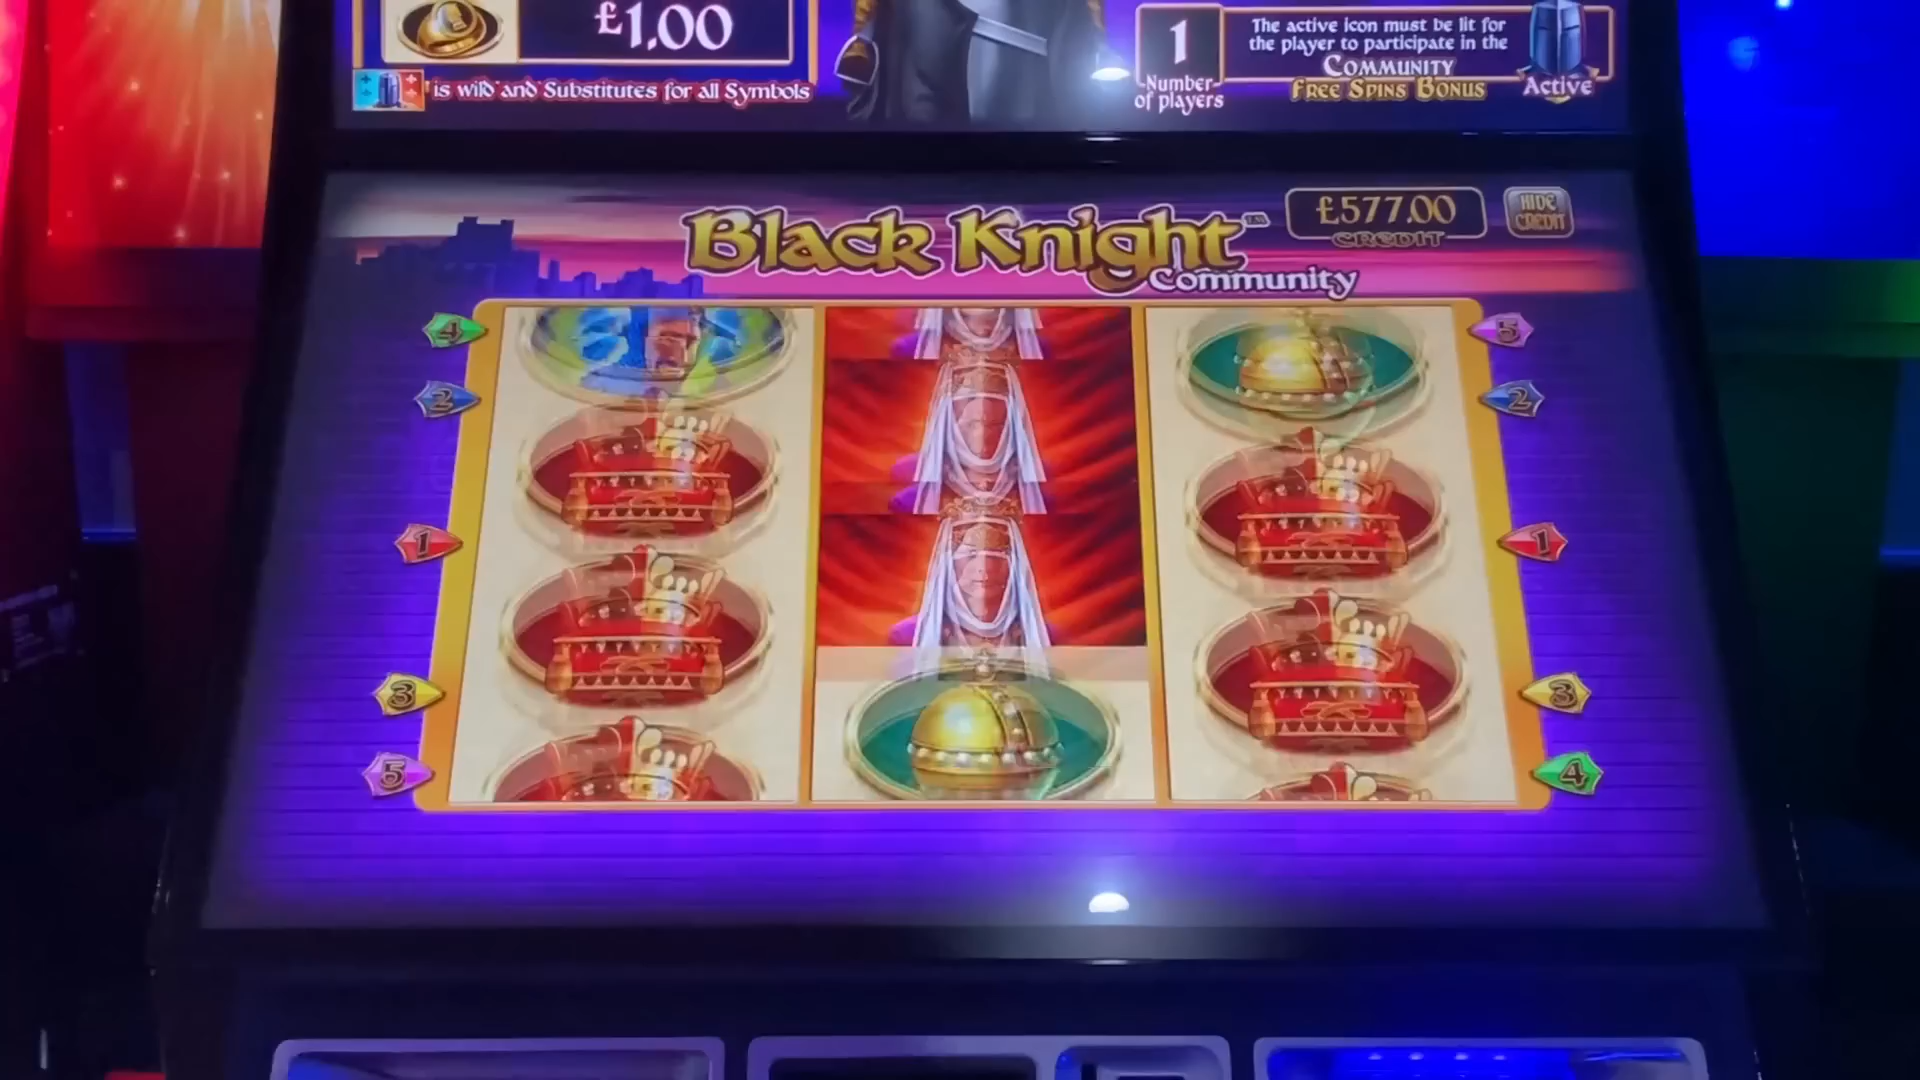 £1.00
is wild and Substitutes for all Symbols
1
Number
of players
The active icon must be lit for
the player to participate in the
COMMUNITY
FREE SPINS BONUS
Active
Black Knight™
Community
£577.00
CREDIT
HIDE
CREDIT
4
2
1
3
5
5
2
1
3
4